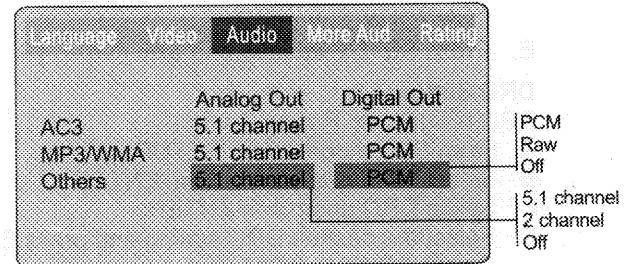 Language Video Audio More Aud Rating
Analog Out Digital Out
AC3 5.1 channel PCM
MP3/WMA 5.1 channel PCM
Others 5.1 channel PCM
PCM
Raw
Off
5.1 channel
2 channel
Off